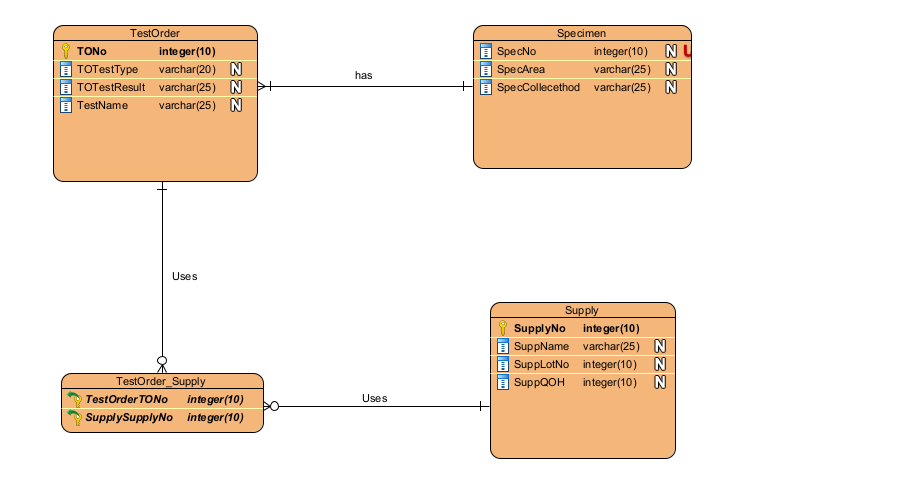 TestOrder
TONo integer(10)
TOTestType varchar(20) N
TOTestResult varchar(25) N
TestName varchar(25) N
has
Specimen
SpecNo integer(10) N U
SpecArea varchar(25) N
SpecCollecethod varchar(25) N
Uses
TestOrder_Supply
TestOrderTONo integer(10)
SupplySupplyNo integer(10)
Uses
Supply
SupplyNo integer(10)
SuppName varchar(25) N
SuppLotNo integer(10) N
SuppQOH integer(10) N